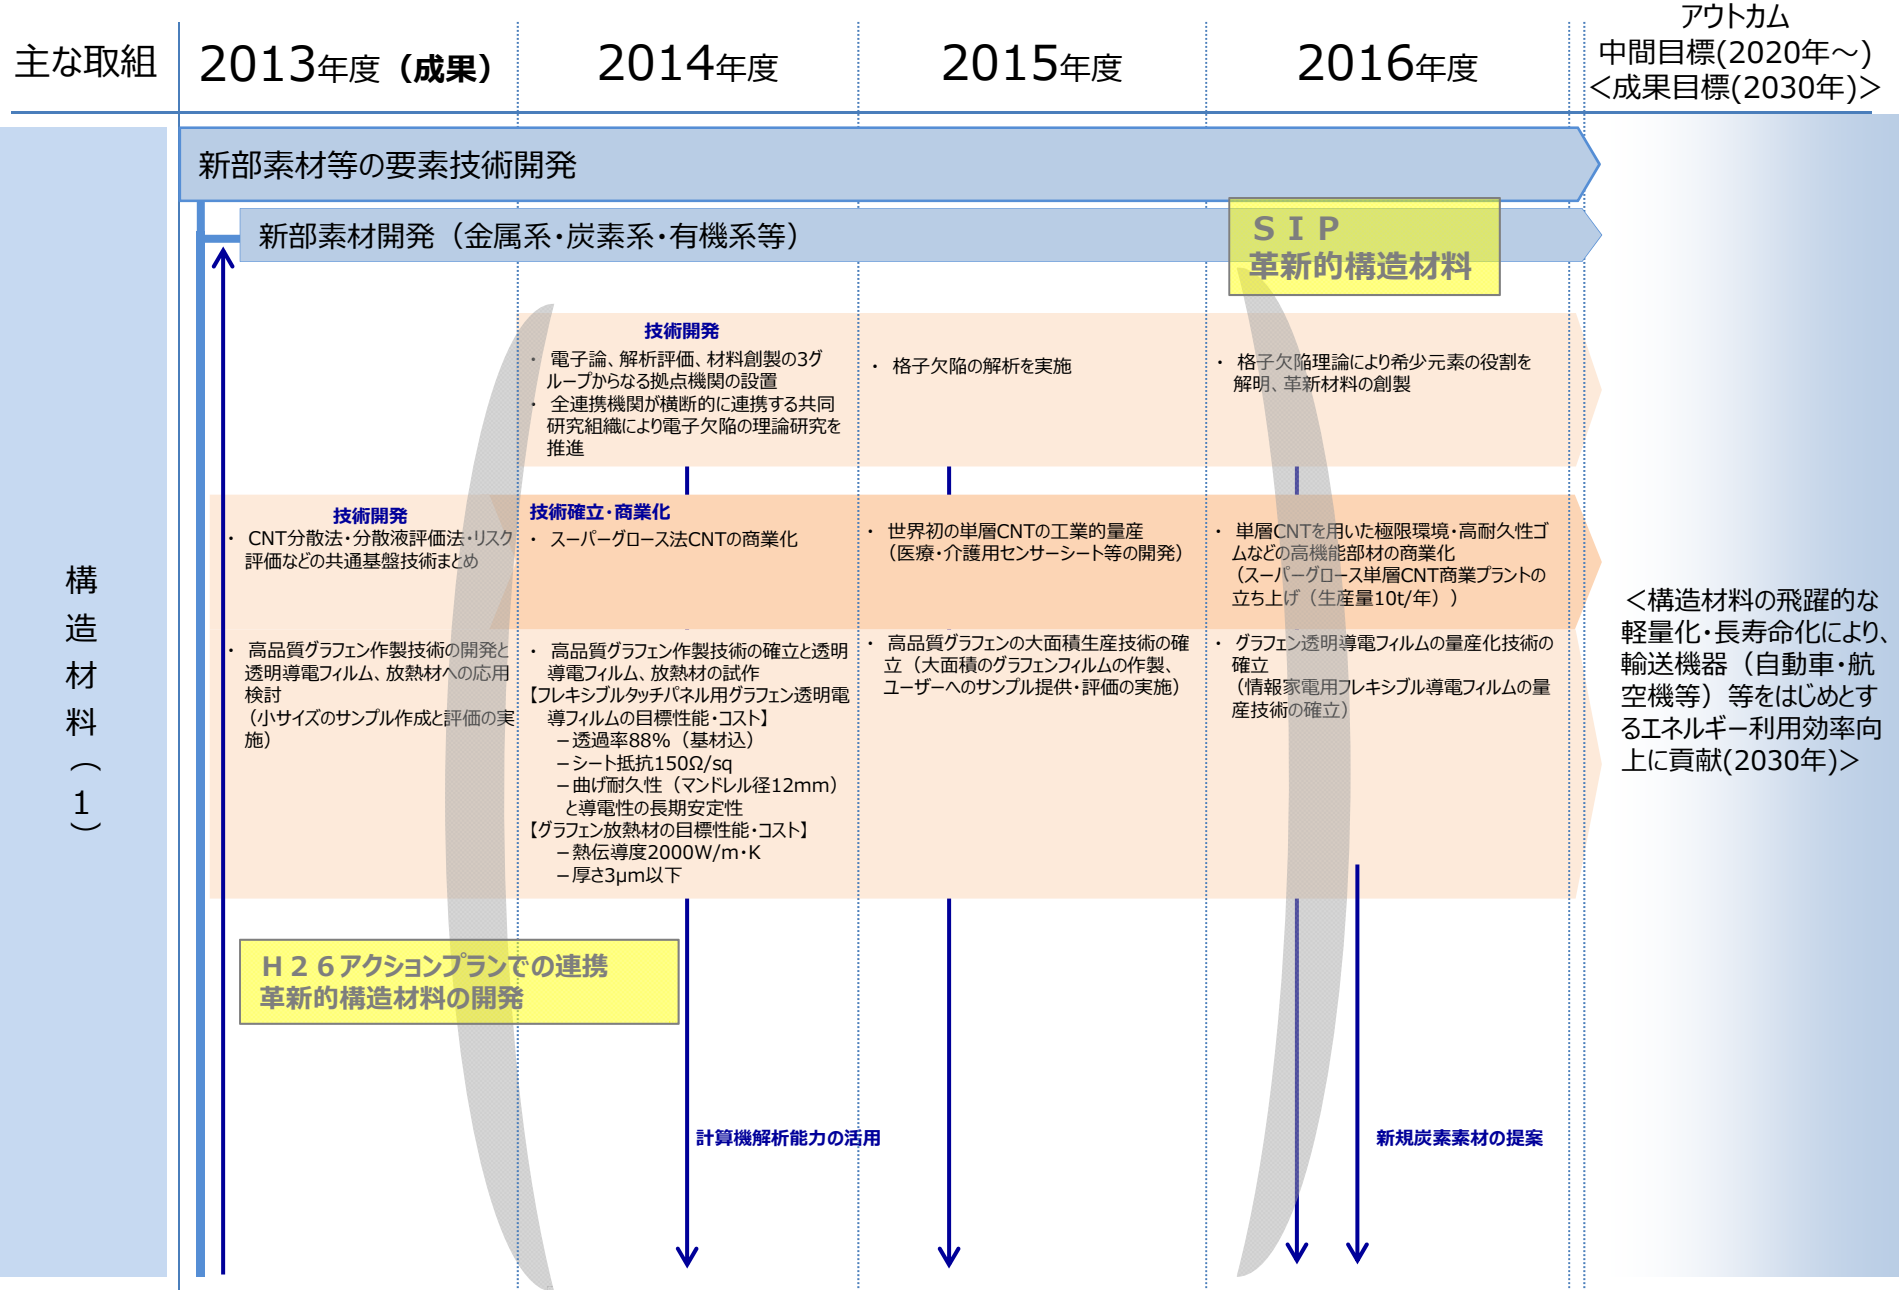 主な取組
2013年度（成果）
2014年度
2015年度
2016年度
アウトカム
中間目標(2020年～)
＜成果目標(2030年)＞
新部素材等の要素技術開発
新部素材開発（金属系・炭素系・有機系等）
ＳＩＰ
革新的構造材料
構造材料（1）
技術開発
・ 電子論、解析評価、材料創製の3グ
ループからなる拠点機関の設置
・ 全連携機関が横断的に連携する共同
研究組織により電子欠陥の理論研究を
推進
・ 格子欠陥の解析を実施
・ 格子欠陥理論により希少元素の役割を
解明、革新材料の創製
技術開発
・ CNT分散法・分散液評価法・リスク
評価などの共通基盤技術まとめ
技術確立・商業化
・ スーパーグロース法CNTの商業化
・ 世界初の単層CNTの工業的量産
（医療・介護用センサーシート等の開発）
・ 単層CNTを用いた極限環境・高耐久性ゴ
ムなどの高機能部材の商業化
（スーパーグロース単層CNT商業プラントの
立ち上げ（生産量10t/年））
・ 高品質グラフェン作製技術の開発と
透明導電フィルム、放熱材への応用
検討
（小サイズのサンプル作成と評価の実
施）
・ 高品質グラフェン作製技術の確立と透明
導電フィルム、放熱材の試作
【フレキシブルタッチパネル用グラフェン透明電
導フィルムの目標性能・コスト】
－透過率88%（基材込）
－シート抵抗150Ω/sq
－曲げ耐久性（マンドレル径12mm）
と導電性の長期安定性
【グラフェン放熱材の目標性能・コスト】
－熱伝導度2000W/m・K
－厚さ3μm以下
・ 高品質グラフェンの大面積生産技術の確
立（大面積のグラフェンフィルムの作製、
ユーザーへのサンプル提供・評価の実施）
・ グラフェン透明導電フィルムの量産化技術の
確立
（情報家電用フレキシブル導電フィルムの量
産技術の確立）
＜構造材料の飛躍的な
軽量化・長寿命化により、
輸送機器（自動車・航
空機等）等をはじめとす
るエネルギー利用効率向
上に貢献(2030年)＞
Ｈ２６アクションプランでの連携
革新的構造材料の開発
計算機解析能力の活用
新規炭素素材の提案